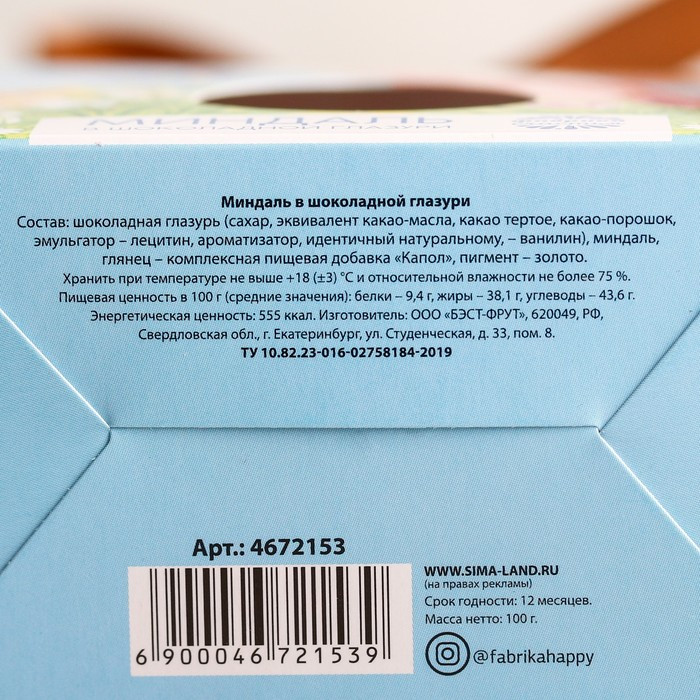 МИНДАЛЬ
В ШОКОЛАДНОЙ ГЛАЗУРИ
Миндаль в шоколадной глазури
Состав: шоколадная глазурь (сахар, эквивалент какао-масла, какао тертое, какао-порошок,
эмульгатор – лецитин, ароматизатор, идентичный натуральному, – ванилин), миндаль,
глянец – комплексная пищевая добавка «Капол», пигмент – золото.
Хранить при температуре не выше +18 (±3) °С и относительной влажности не более 75 %.
Пищевая ценность в 100 г (средние значения): белки – 9,4 г, жиры – 38,1 г, углеводы – 43,6 г.
Энергетическая ценность: 555 ккал. Изготовитель: ООО «БЭСТ-ФРУТ», 620049, РФ,
Свердловская обл., г. Екатеринбург, ул. Студенческая, д. 33, пом. 8.
ТУ 10.82.23-016-02758184-2019
Арт.: 4672153
6 900046 721539
WWW.SIMA-LAND.RU
(на правах рекламы)
Срок годности: 12 месяцев.
Масса нетто: 100 г.
@fabrikahappy